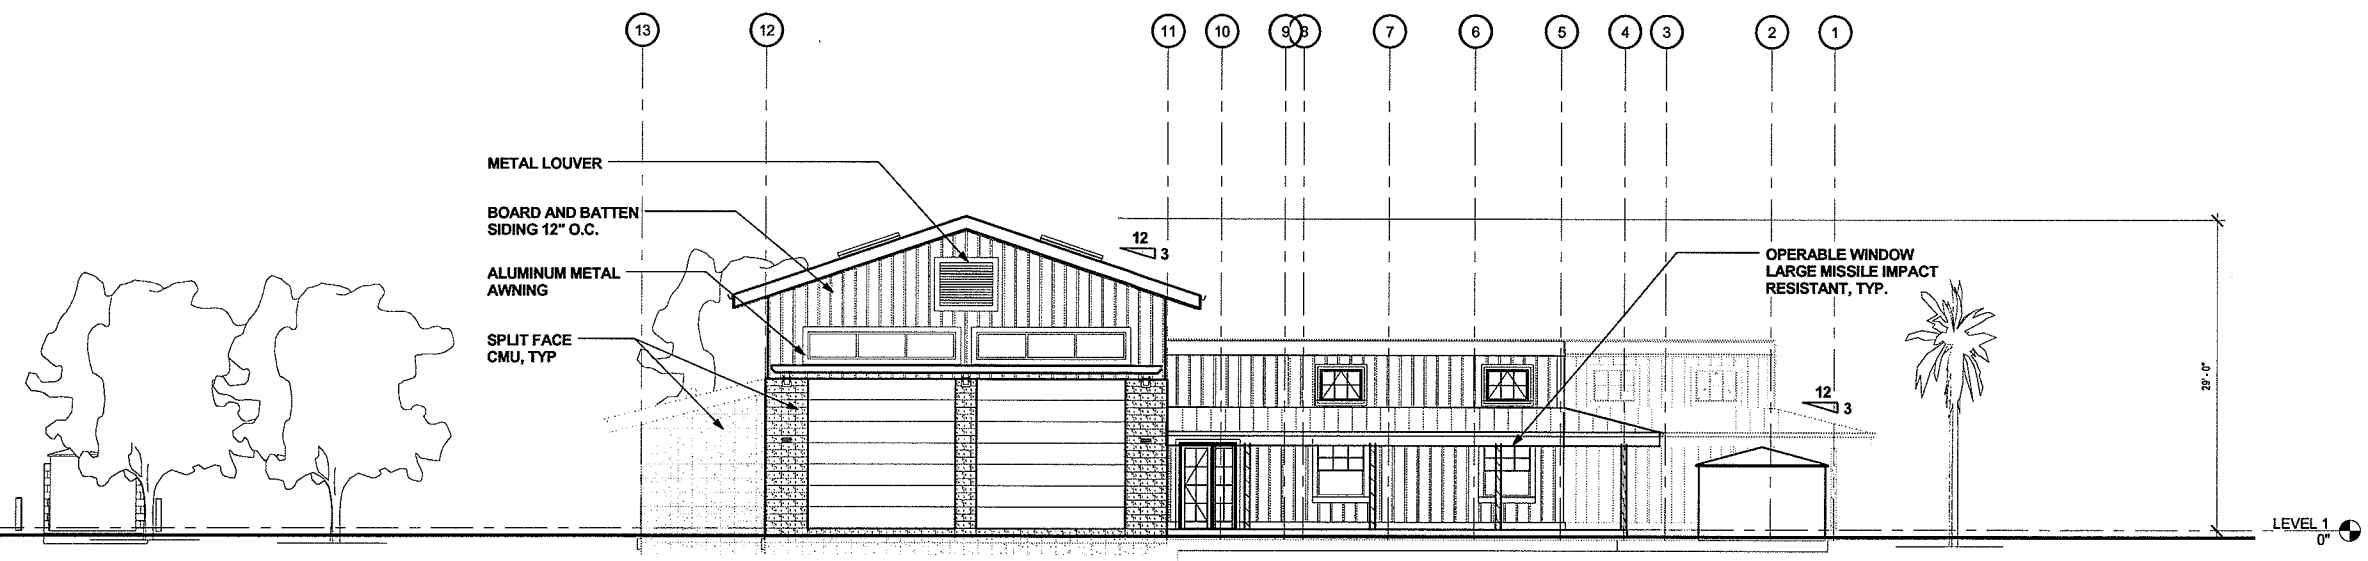 13
12
11
10
9
8
7
6
5
4
3
2
1
METAL LOUVER
BOARD AND BATTEN
SIDING 12" O.C.
12
3
OPERABLE WINDOW
LARGE MISSILE IMPACT
RESISTANT, TYP.
ALUMINUM METAL
AWNING
SPLIT FACE
CMU, TYP
12
3
29' - 0"
LEVEL 1
0"